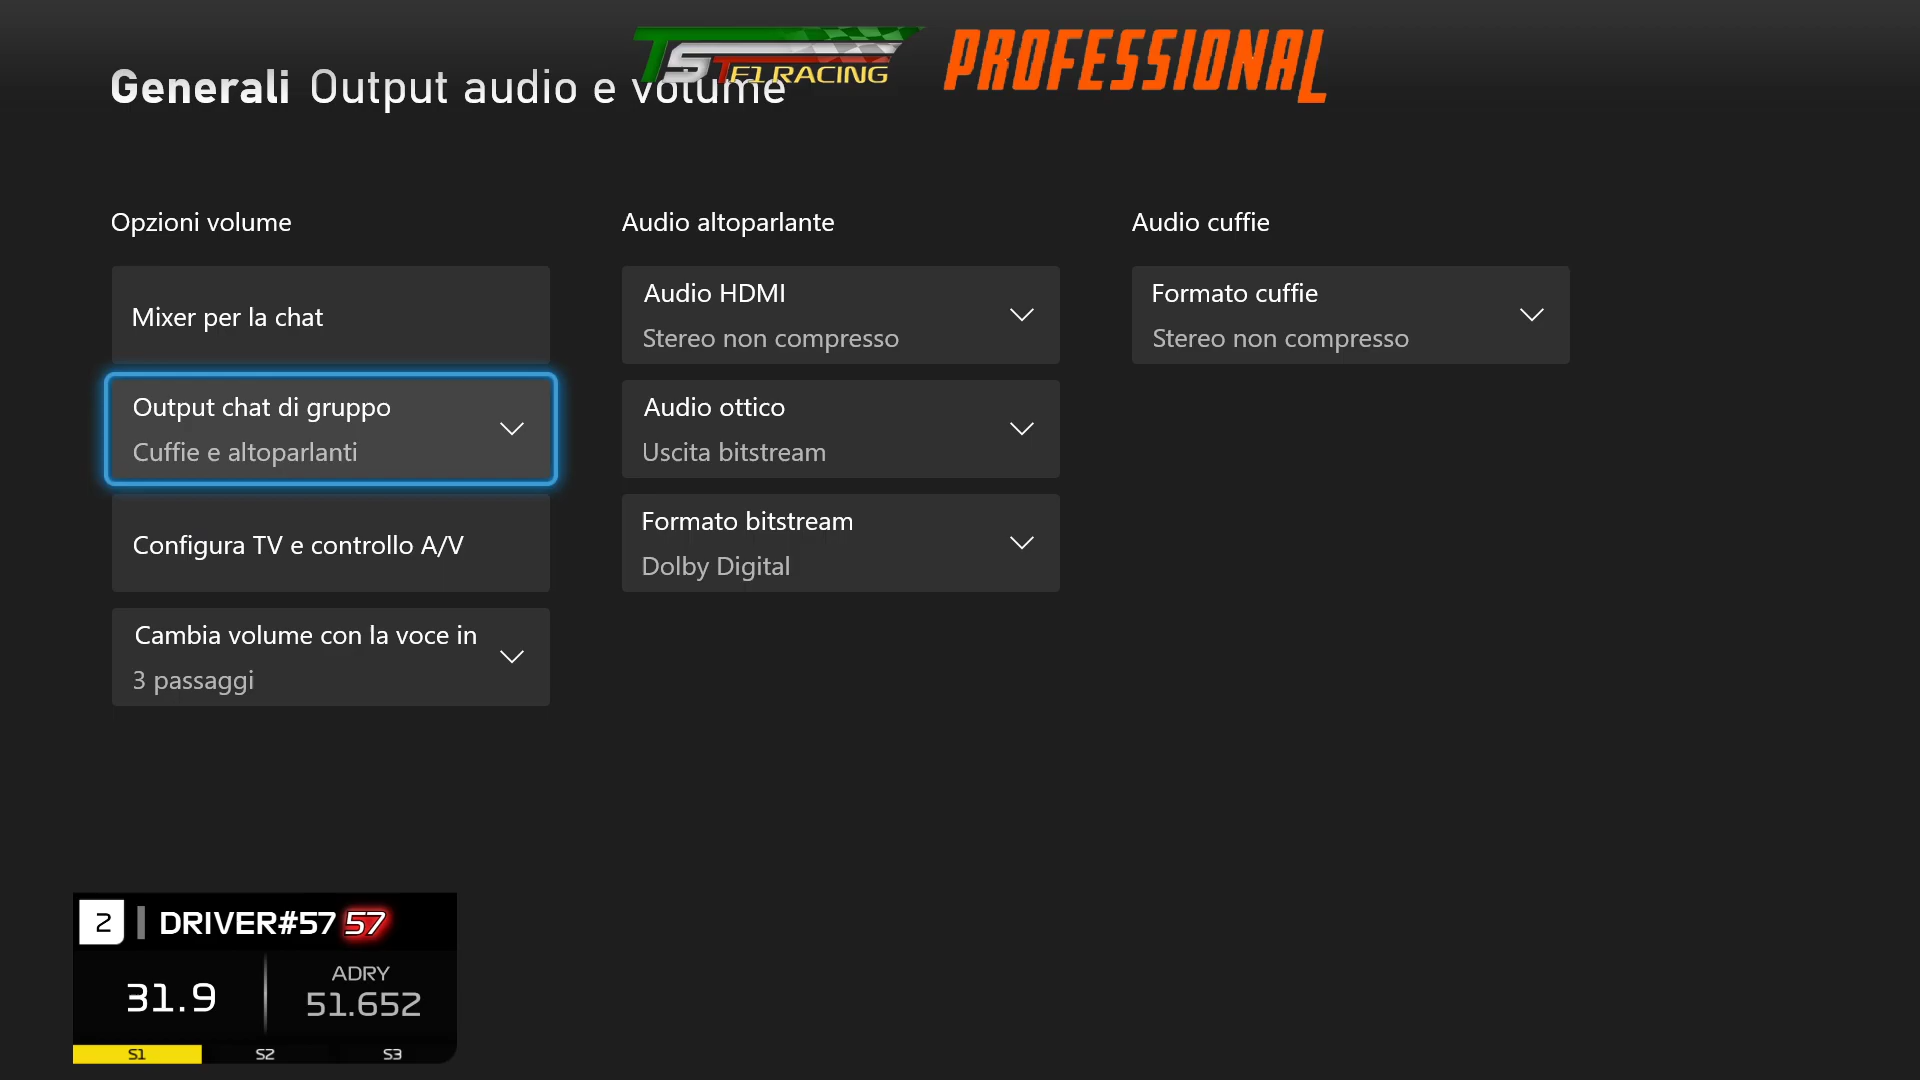 TS TE1RACING PROFESSIONAL
Generali Output audio e volume
Opzioni volume
Mixer per la chat
Output chat di gruppo
Cuffie e altoparlanti
Configura TV e controllo A/V
Cambia volume con la voce in
3 passaggi
Audio altoparlante
Audio HDMI
Stereo non compresso
Audio ottico
Uscita bitstream
Formato bitstream
Dolby Digital
Audio cuffie
Formato cuffie
Stereo non compresso
2 DRIVER#57 57
31.9
ADRY
51.652
S1 S2 S3